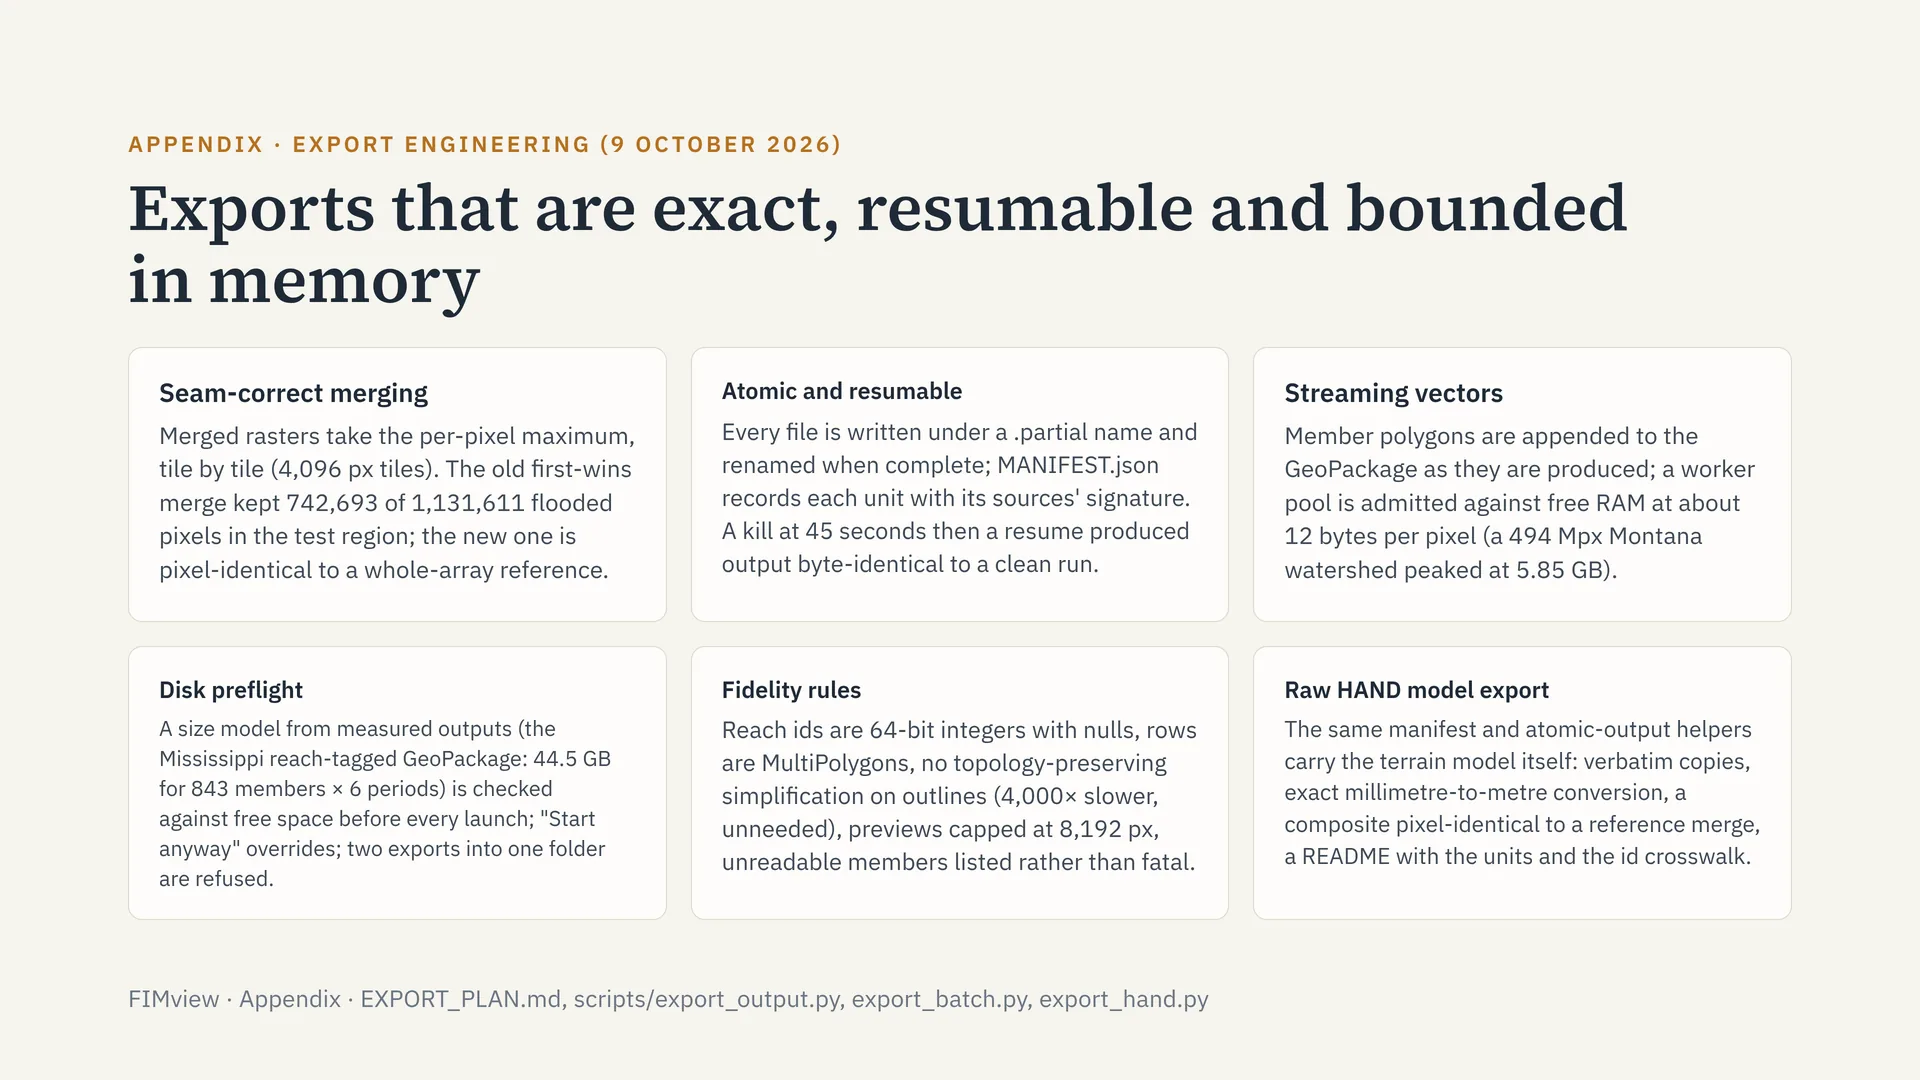 APPENDIX · EXPORT ENGINEERING (9 OCTOBER 2026)
Exports that are exact, resumable and bounded
in memory
Seam-correct merging
Merged rasters take the per-pixel maximum,
tile by tile (4,096 px tiles). The old first-wins
merge kept 742,693 of 1,131,611 flooded
pixels in the test region; the new one is
pixel-identical to a whole-array reference.
Atomic and resumable
Every file is written under a .partial name and
renamed when complete; MANIFEST.json
records each unit with its sources' signature.
A kill at 45 seconds then a resume produced
output byte-identical to a clean run.
Streaming vectors
Member polygons are appended to the
GeoPackage as they are produced; a worker
pool is admitted against free RAM at about
12 bytes per pixel (a 494 Mpx Montana
watershed peaked at 5.85 GB).
Disk preflight
A size model from measured outputs (the
Mississippi reach-tagged GeoPackage: 44.5 GB
for 843 members × 6 periods) is checked
against free space before every launch; "Start
anyway" overrides; two exports into one folder
are refused.
Fidelity rules
Reach ids are 64-bit integers with nulls, rows
are MultiPolygons, no topology-preserving
simplification on outlines (4,000× slower,
unneeded), previews capped at 8,192 px,
unreadable members listed rather than fatal.
Raw HAND model export
The same manifest and atomic-output helpers
carry the terrain model itself: verbatim copies,
exact millimetre-to-metre conversion, a
composite pixel-identical to a reference merge,
a README with the units and the id crosswalk.
FIMview · Appendix · EXPORT_PLAN.md, scripts/export_output.py, export_batch.py, export_hand.py